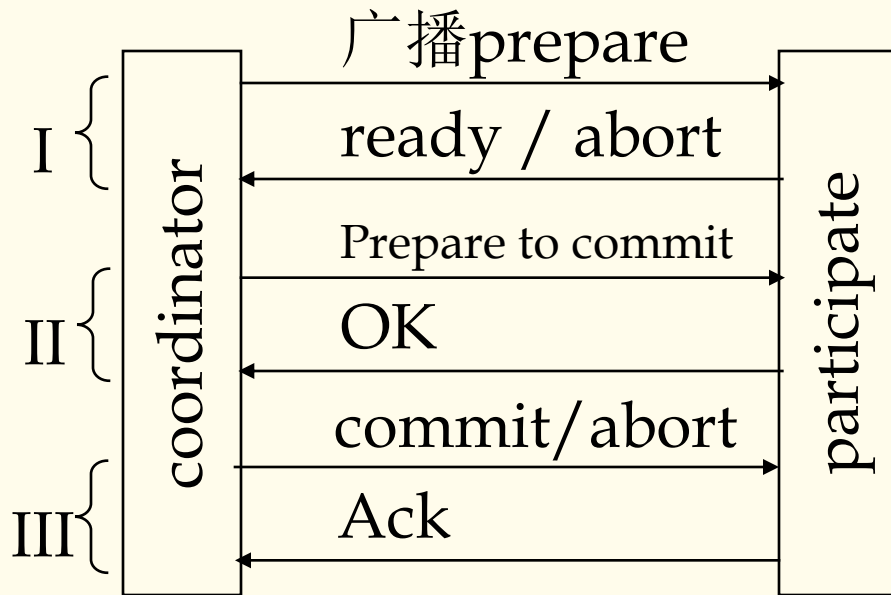 广播prepare
I
ready / abort
Prepare to commit
II
OK
commit/abort
III
Ack
coordinator
participate